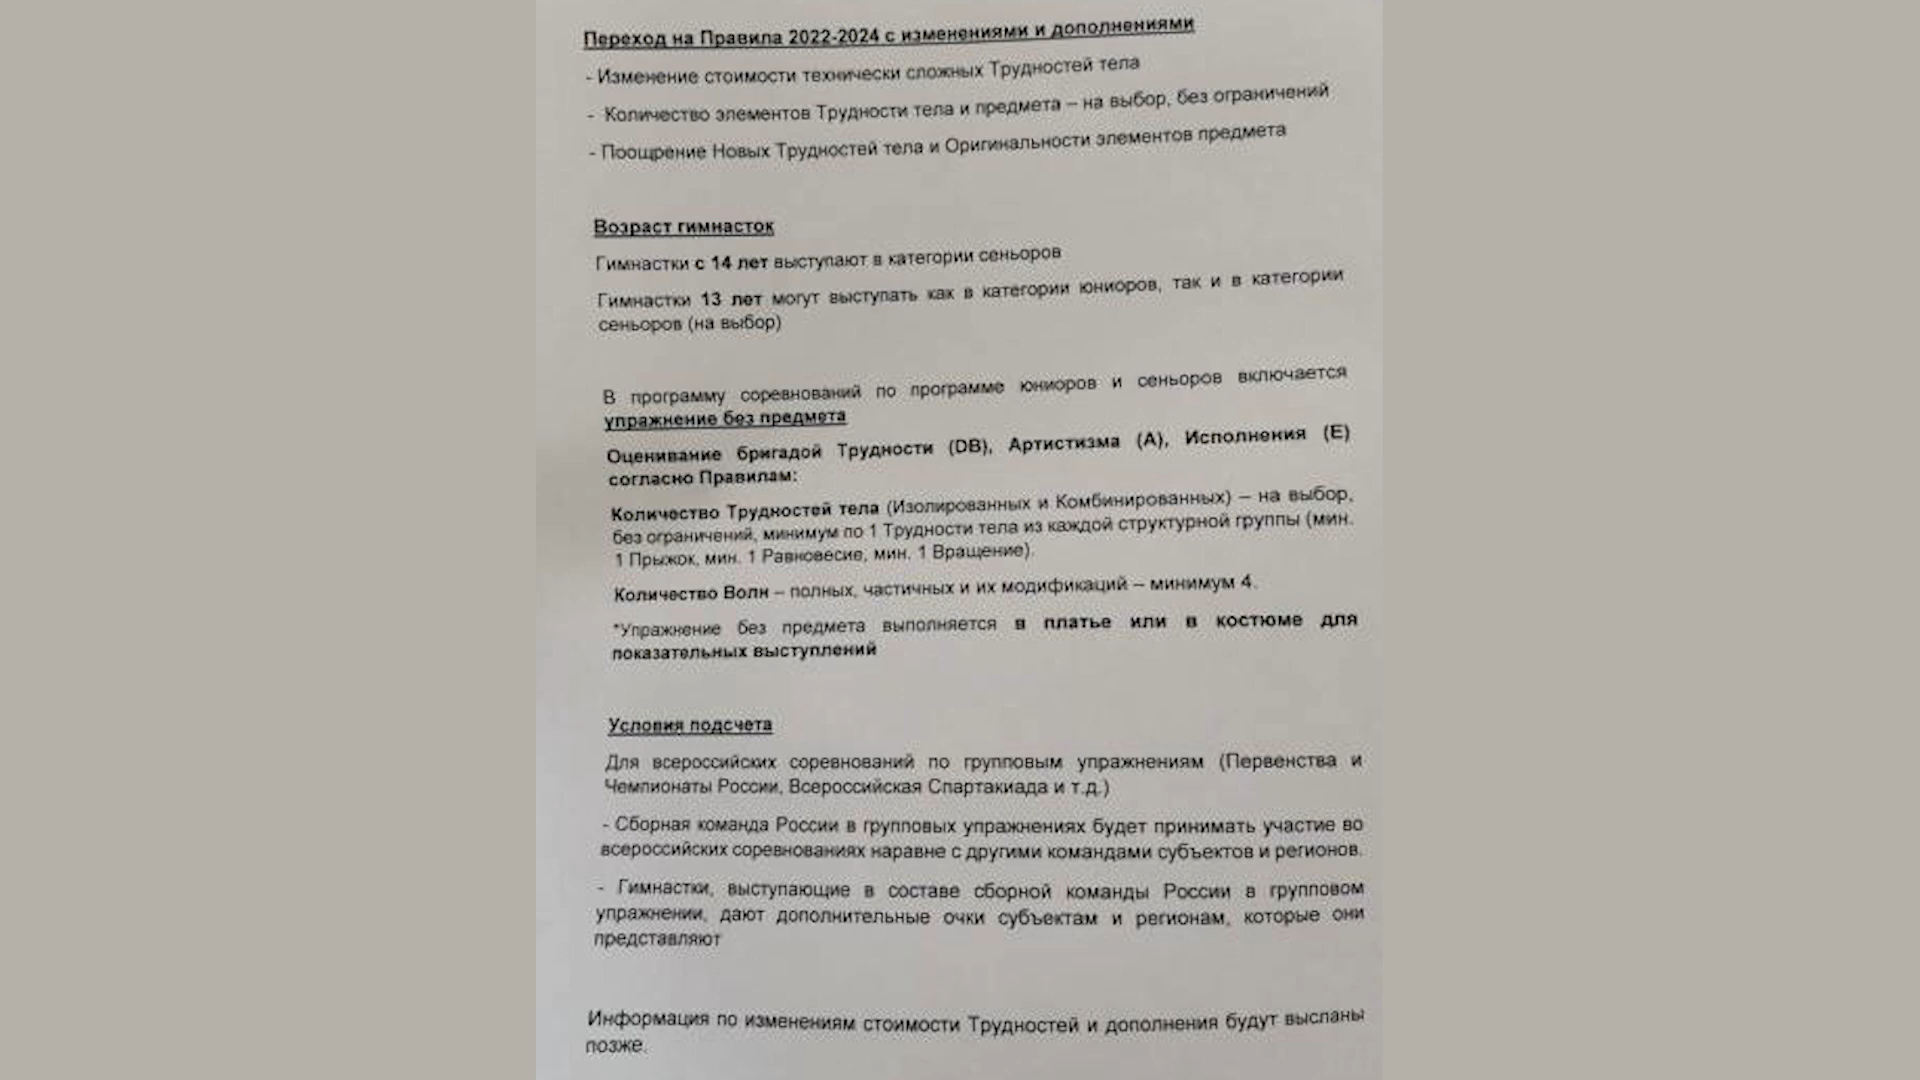 Переход на Правила 2022-2024 с изменениями и дополнениями
- Изменение стоимости технически сложных Трудностей тела
- Количество элементов Трудности тела и предмета – на выбор, без ограничений
- Поощрение Новых Трудностей тела и Оригинальности элементов предмета
Возраст гимнасток
Гимнастки с 14 лет выступают в категории сеньоров
Гимнастки 13 лет могут выступать как в категории юниоров, так и в категории
сеньоров (на выбор)
В программу соревнований по программе юниоров и сеньоров включается
упражнение без предмета
Оценивание бригадой Трудности (DB), Артистизма (А), Исполнения (Е)
согласно Правилам:
Количество Трудностей тела (Изолированных и Комбинированных) – на выбор,
без ограничений, минимум по 1 Трудности тела из каждой структурной группы (мин.
1 Прыжок, мин. 1 Равновесие, мин. 1 Вращение).
Количество Волн – полных, частичных и их модификаций – минимум 4.
*Упражнение без предмета выполняется в платье или в костюме для
показательных выступлений
Условия подсчета
Для всероссийских соревнований по групповым упражнениям (Первенства и
Чемпионаты России, Всероссийская Спартакиада и т.д.)
- Сборная команда России в групповых упражнениях будет принимать участие во
всероссийских соревнованиях наравне с другими командами субъектов и регионов.
- Гимнастки, выступающие в составе сборной команды России в групповом
упражнении, дают дополнительные очки субъектам и регионам, которые они
представляют
Информация по изменениям стоимости Трудностей и дополнения будут высланы
позже.